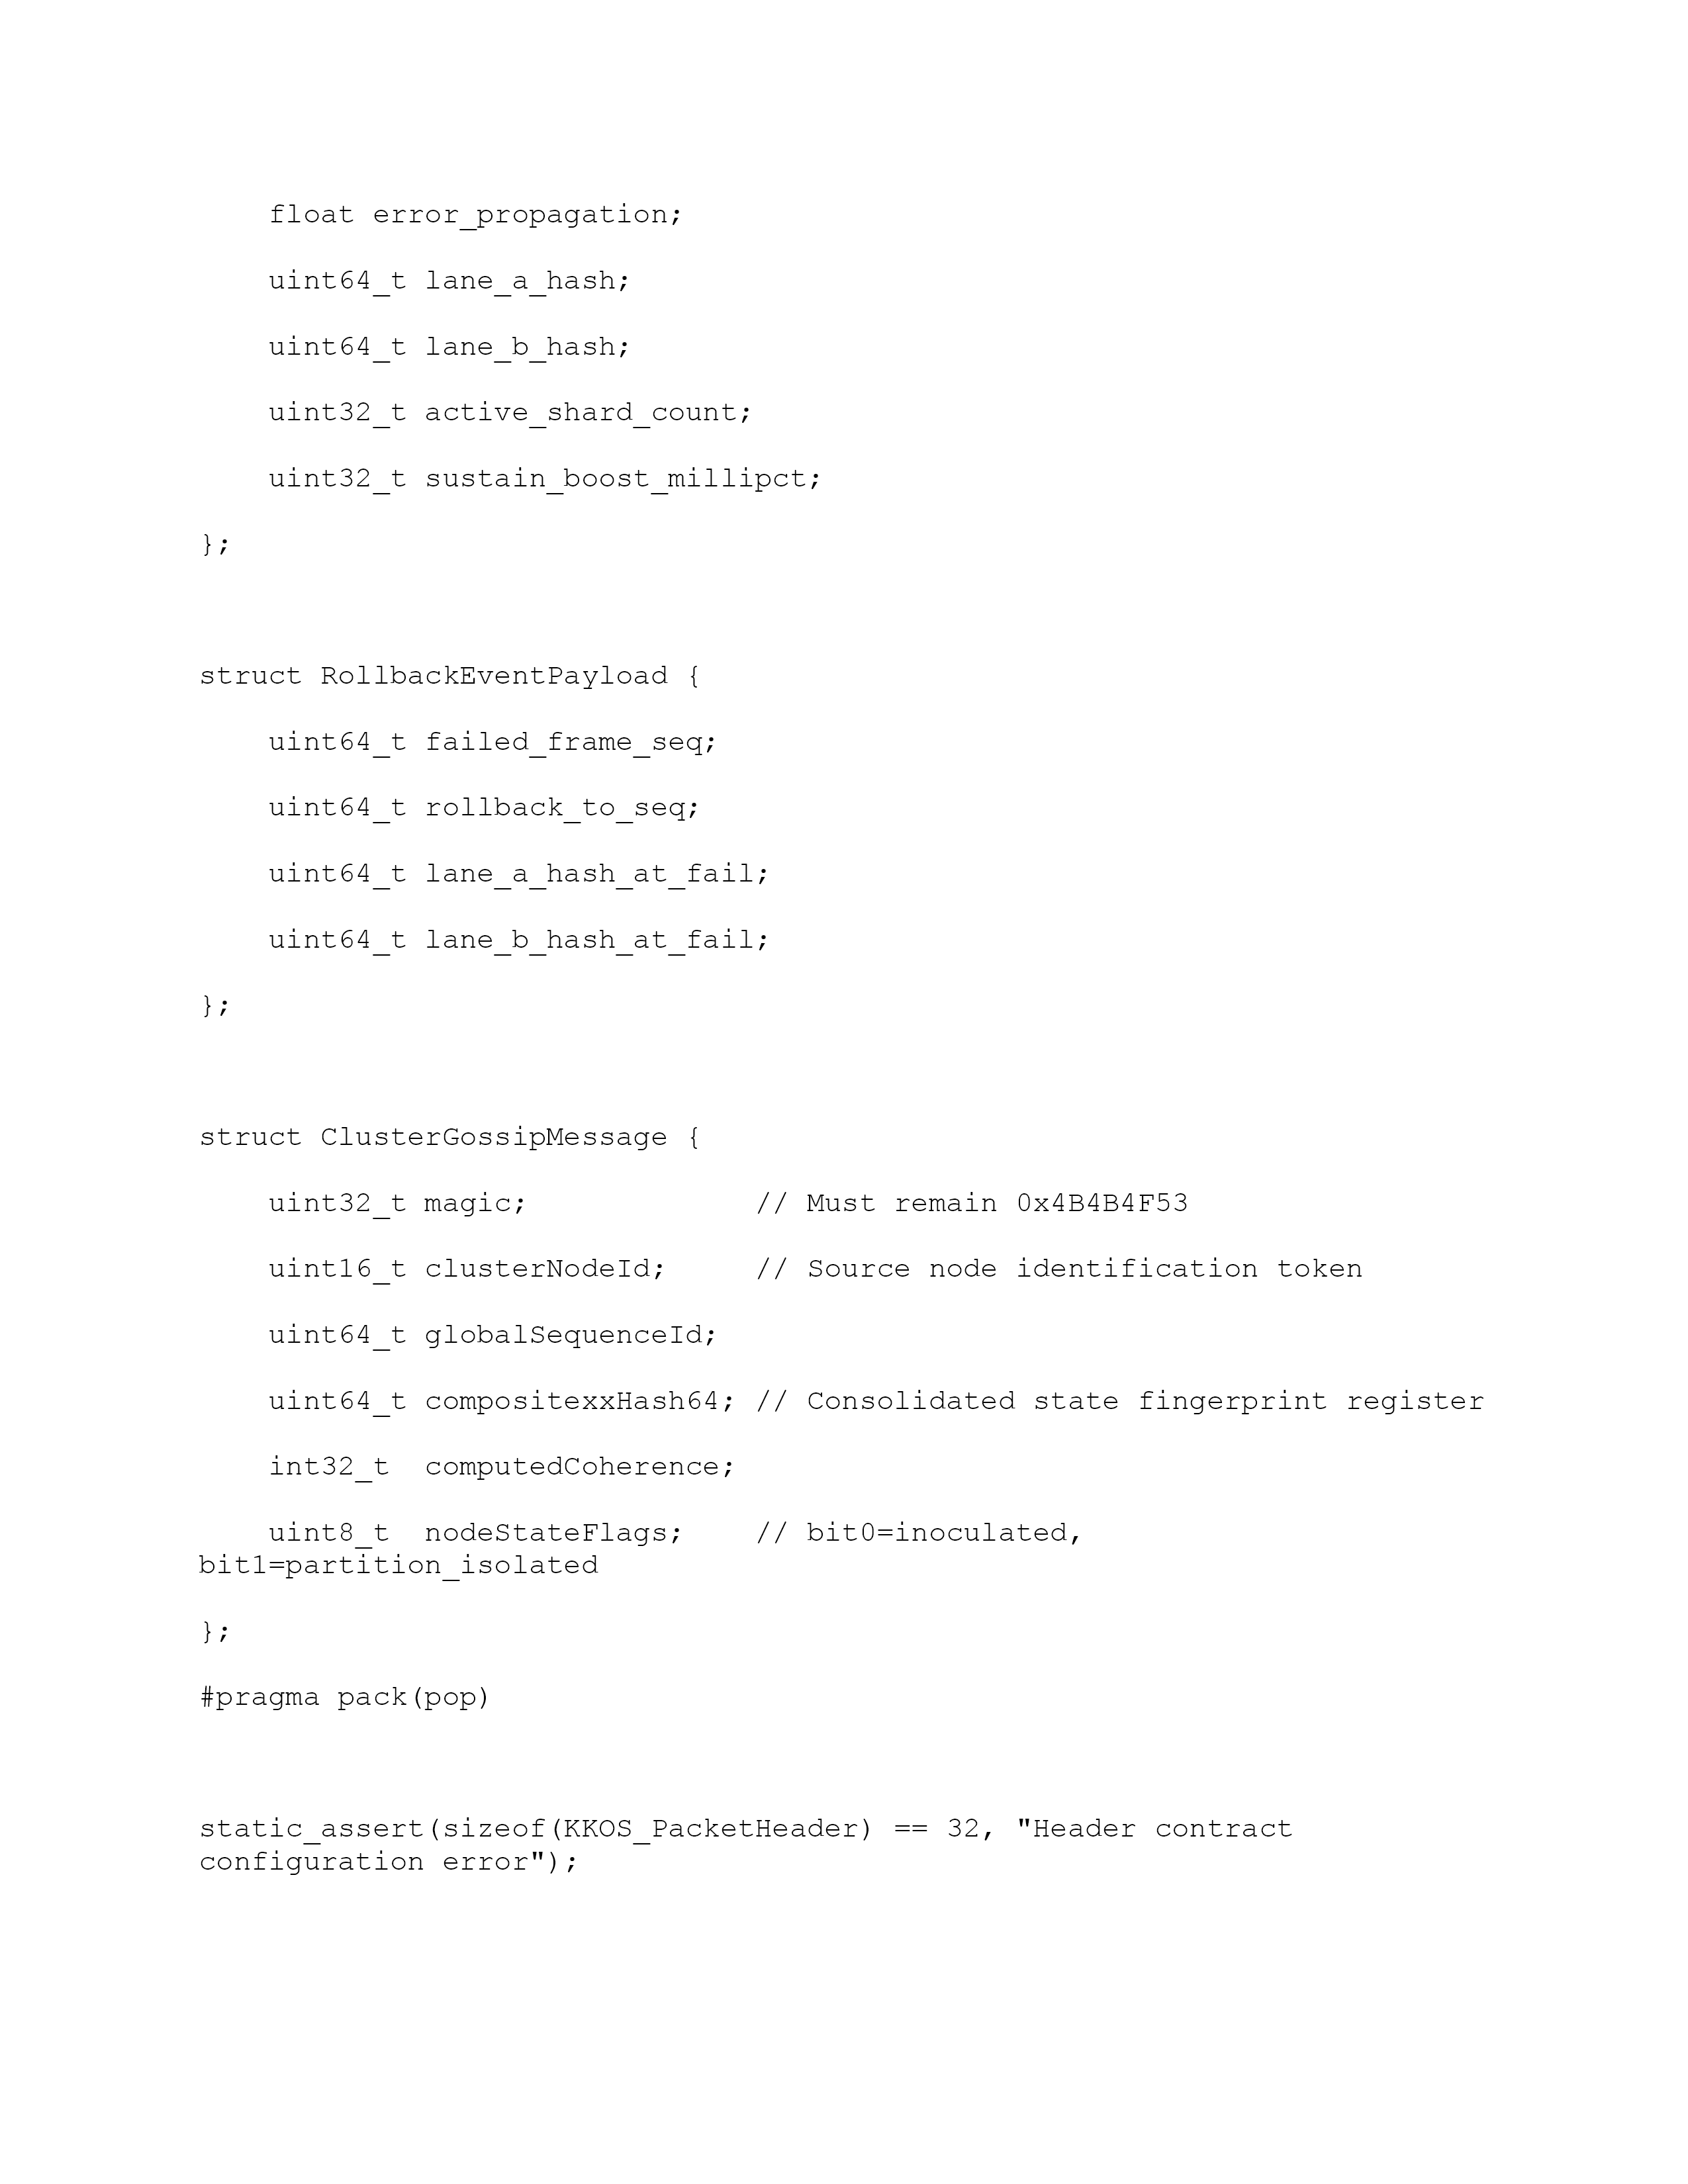 float error_propagation;
uint64_t lane_a_hash;
uint64_t lane_b_hash;
uint32_t active_shard_count;
uint32_t sustain_boost_millipct;
};
struct RollbackEventPayload {
uint64_t failed_frame_seq;
uint64_t rollback_to_seq;
uint64_t lane_a_hash_at_fail;
uint64_t lane_b_hash_at_fail;
};
struct ClusterGossipMessage {
uint32_t magic;             // Must remain 0x4B4B4F53
uint16_t clusterNodeId;     // Source node identification token
uint64_t globalSequenceId;
uint64_t compositexxHash64; // Consolidated state fingerprint register
int32_t  computedCoherence;
uint8_t  nodeStateFlags;    // bit0=inoculated,
bit1=partition_isolated
};
#pragma pack(pop)
static_assert(sizeof(KKOS_PacketHeader) == 32, "Header contract
configuration error");